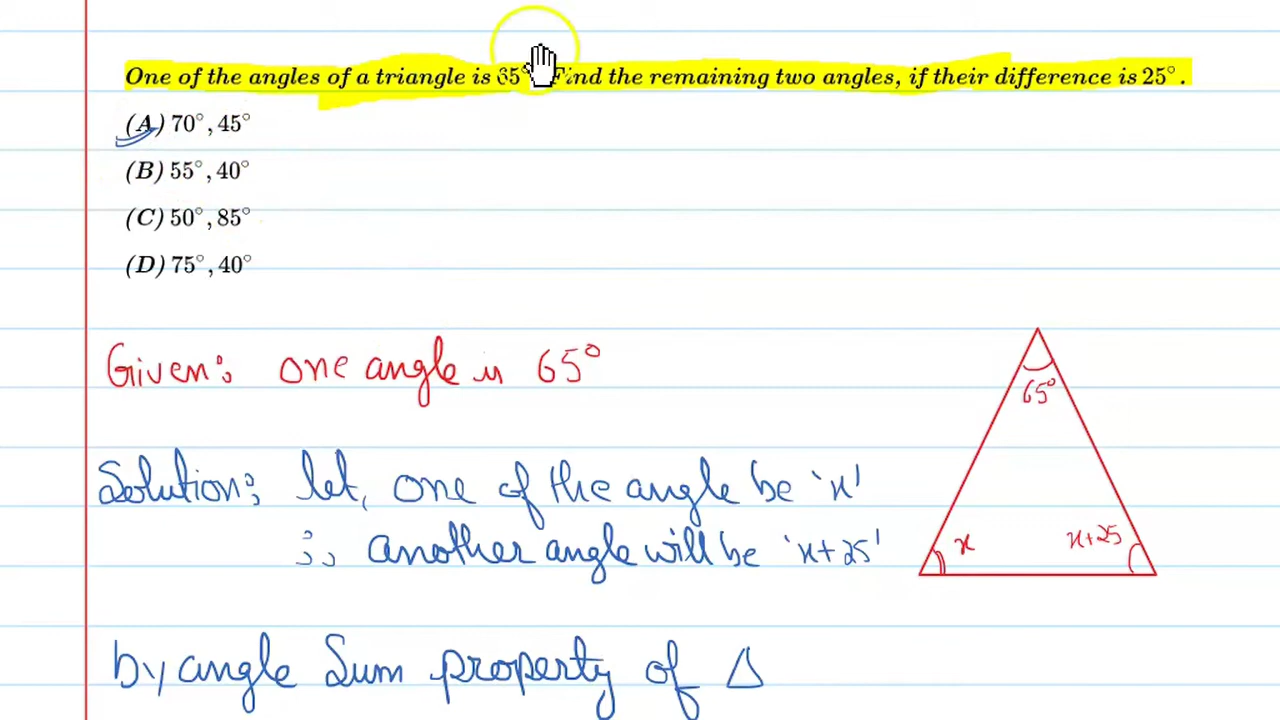 One of the angles of a triangle is 65° Find the remaining two angles, if their difference is 25°.
(A) 70°, 45°
(B) 55°, 40°
(C) 50°, 85°
(D) 75°, 40°
Given: one angle is 65°
65°
Solution: let, one of the angle be 'x'
∴ another angle will be 'x+25'
x
x+25
by angle sum property of Δ